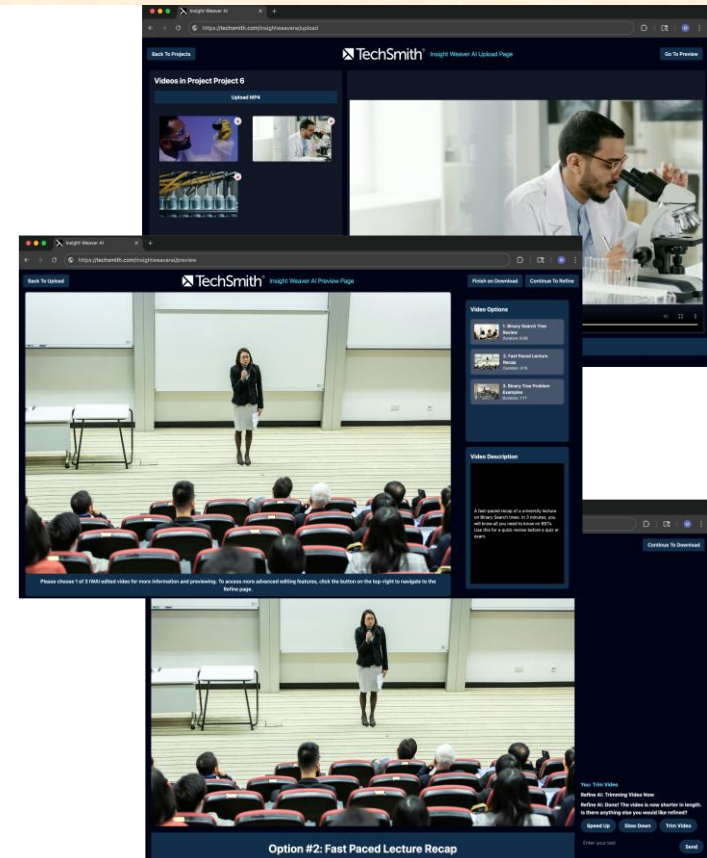 Insight Weaver AI
https://techsmith.com/insightweaverai/upload
Back To Projects
TechSmith® Insight Weaver AI Upload Page
Go To Preview
Videos in Project Project 6
Upload MP4
Insight Weaver AI
https://techsmith.com/insightweaverai/preview
Back To Upload
TechSmith® Insight Weaver AI Preview Page
Finish on Download
Continue To Refine
Video Options
1. Binary Search Tree
Review
2. Fast Paced Lecture
Recap
Duration: 3:15
3. Binary Tree Problem
Examples
Duration: 7:11
Video Description
A fast-paced recap of a university lecture
on Binary Search trees. In 3 minutes, you
will know all you need to know on BSTs.
Use this for a quick review before a quiz or
exam.
Please choose 1 of 3 IWAI edited video for more information and previewing. To access more advanced editing features, click the button on the top-right to navigate to the
Refine page.
Continue To Download
You: Trim Video
Refine AI: Trimming Video Now
Refine AI: Done! The video is now shorter in length.
Is there anything else you would like refined?
Speed Up
Slow Down
Trim Video
Enter your text
Send
Option #2: Fast Paced Lecture Recap